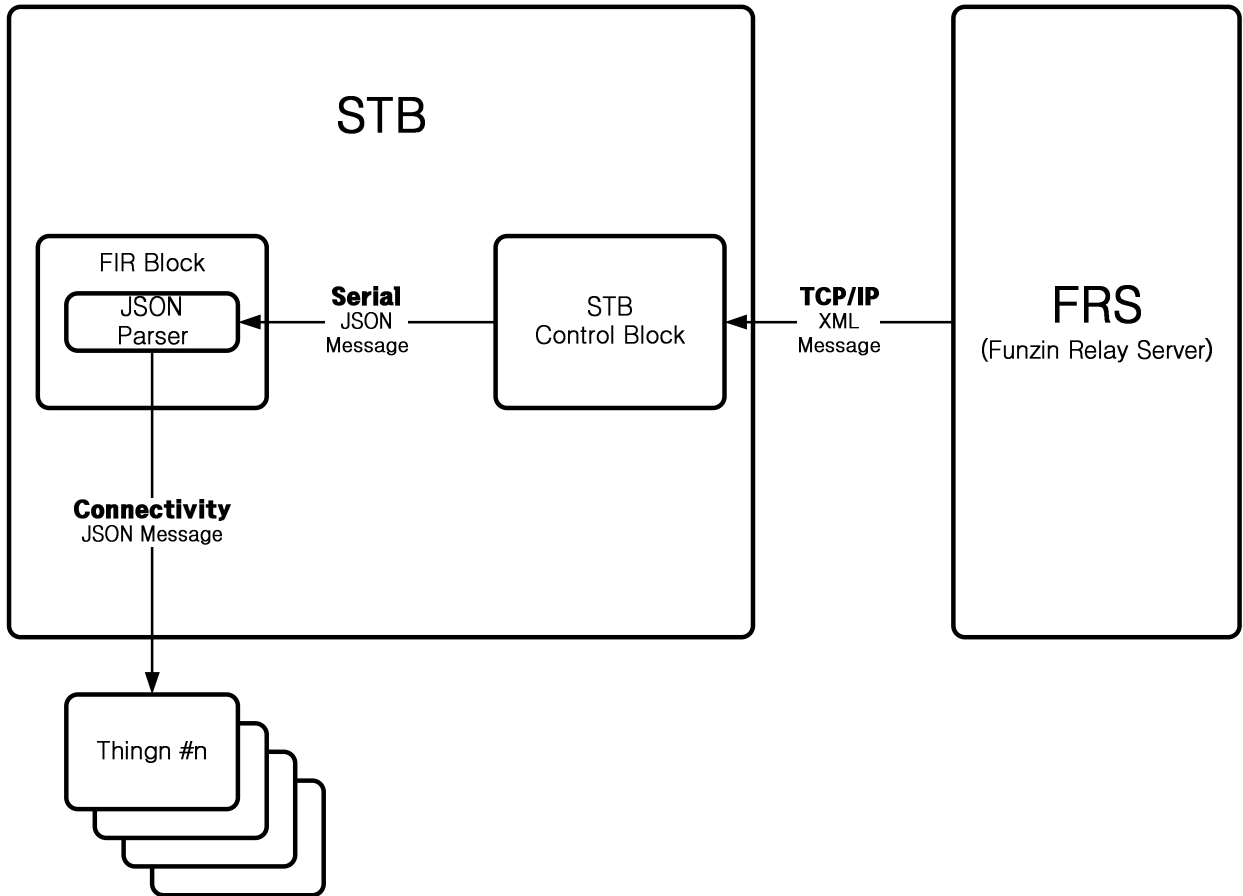 STB
FIR Block
JSON
Parser
Serial
JSON
Message
STB
Control Block
TCP/IP
XML
Message
FRS
(Funzin Relay Server)
Connectivity
JSON Message
Thingn #n